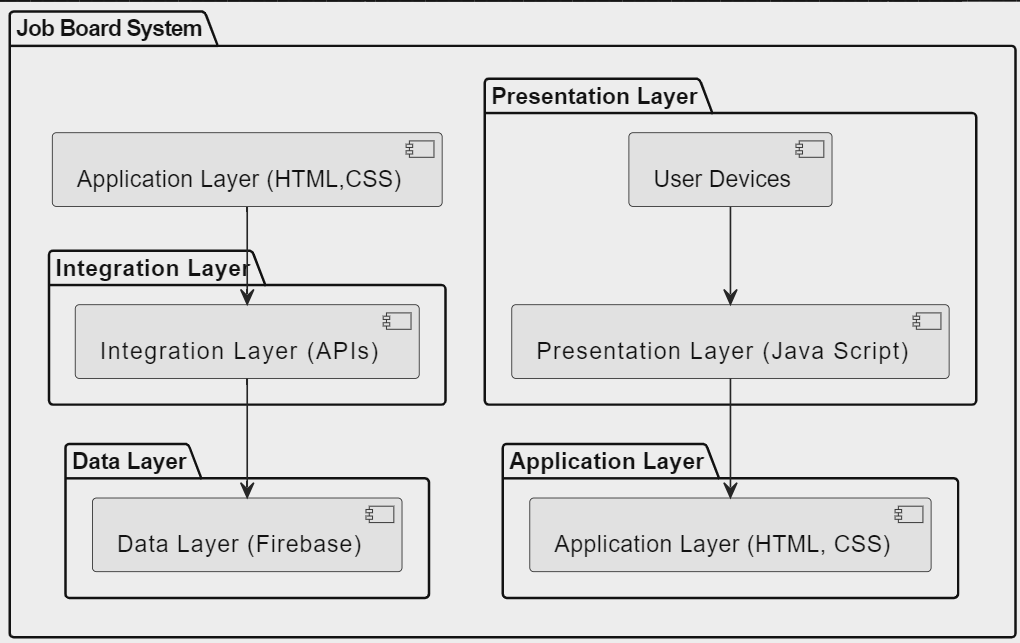 Job Board System
Presentation Layer
Application Layer (HTML,CSS)
User Devices
Integration Layer
Integration Layer (APIs)
Presentation Layer (Java Script)
Data Layer
Application Layer
Data Layer (Firebase)
Application Layer (HTML, CSS)